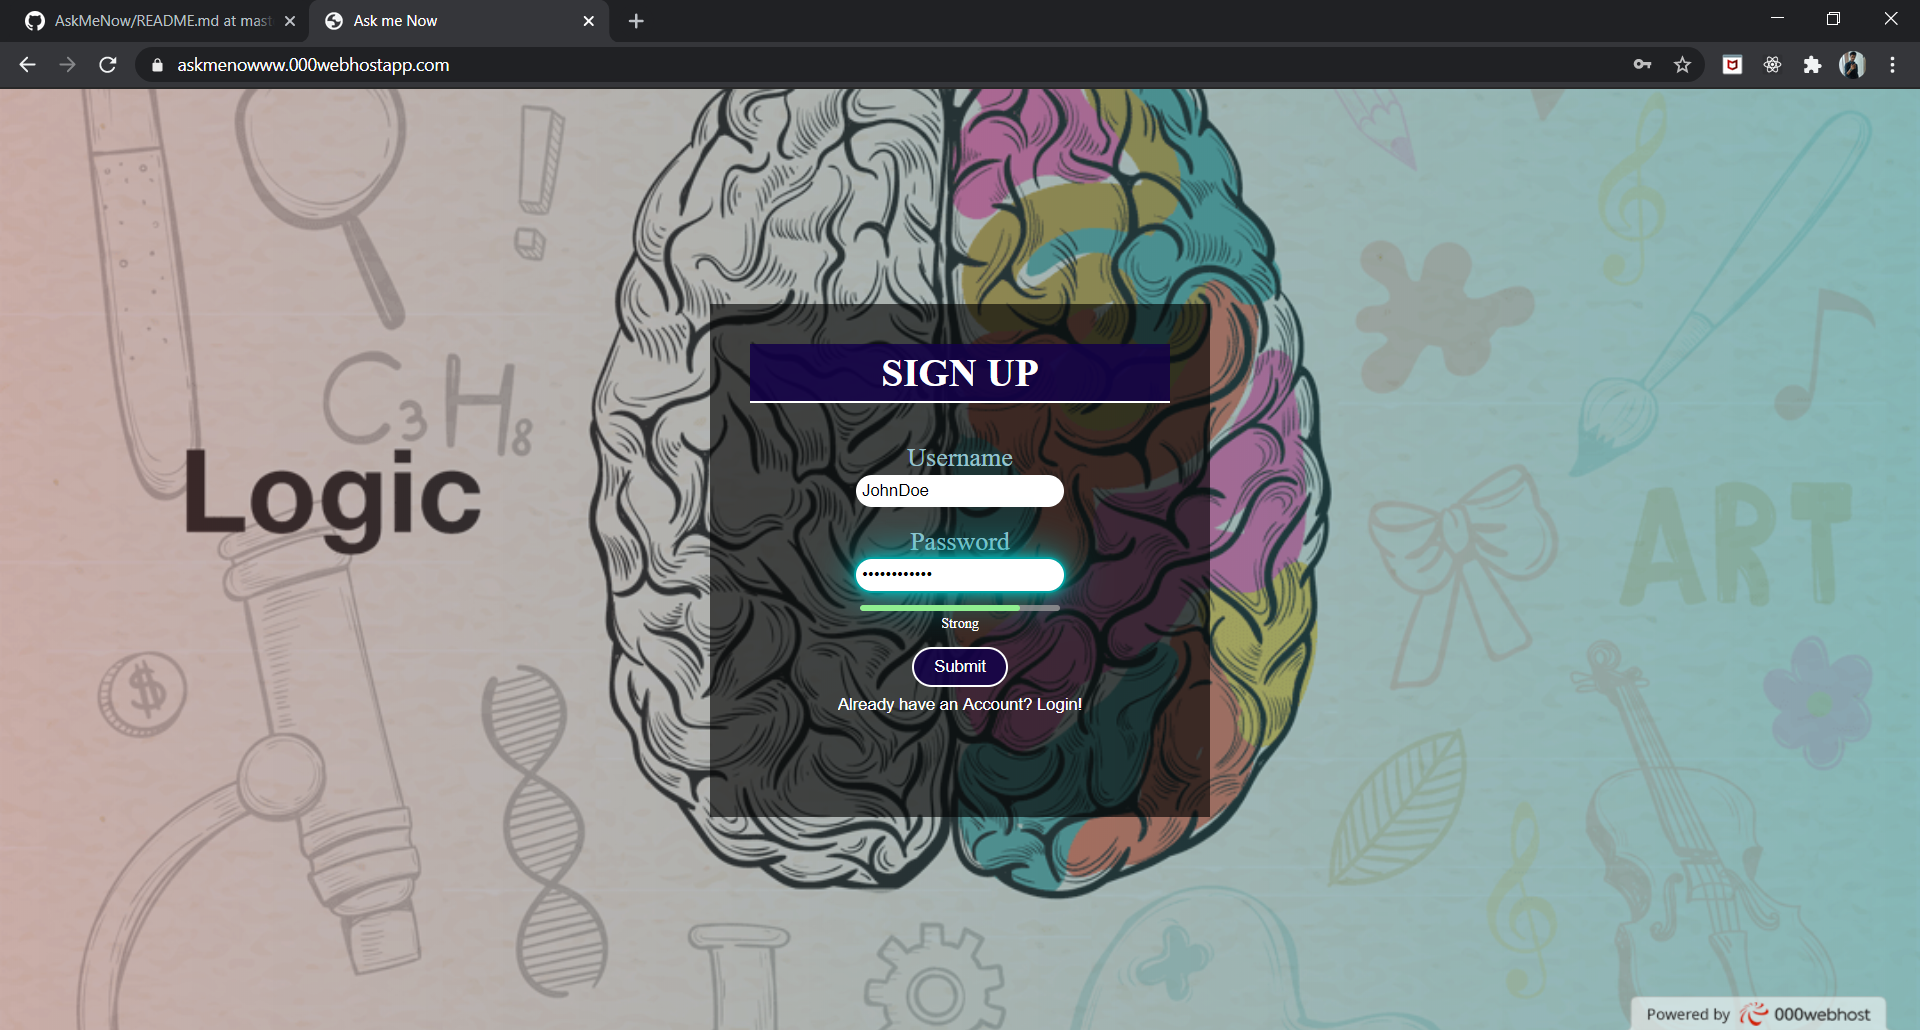 AskMeNow/README.md at mast
Ask me Now
askmenowww.000webhostapp.com
C3H8
Logic
ART
SIGN UP
Username
JohnDoe
Password
••••••••••••
Strong
Submit
Already have an Account? Login!
Powered by 000webhost